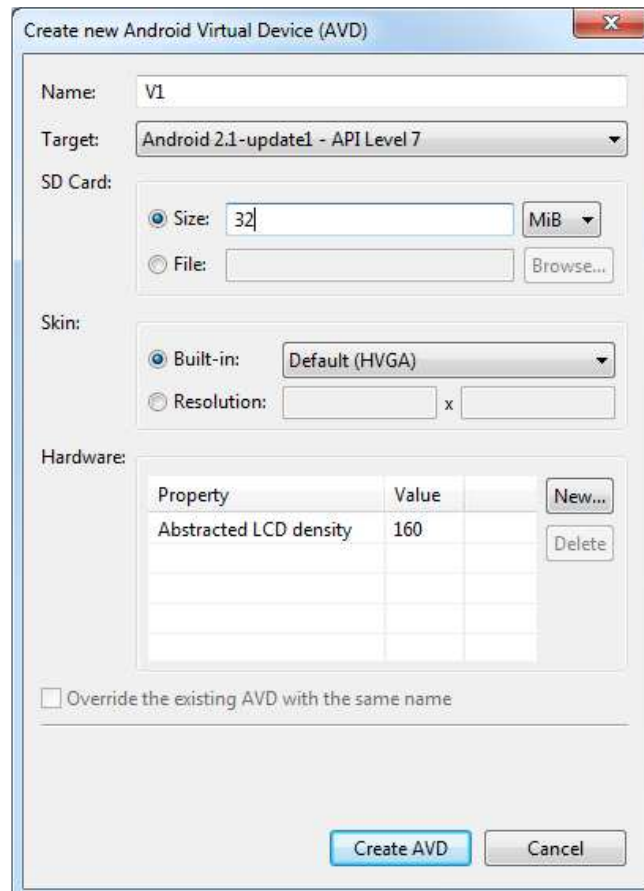 Create new Android Virtual Device (AVD)
Name: V1
Target: Android 2.1-update1 - API Level 7
SD Card:
Size: 32 MiB
File: Browse...
Skin:
Built-in: Default (HVGA)
Resolution: x
Hardware:
Property Value New...
Abstracted LCD density 160
Delete
Override the existing AVD with the same name
Create AVD Cancel